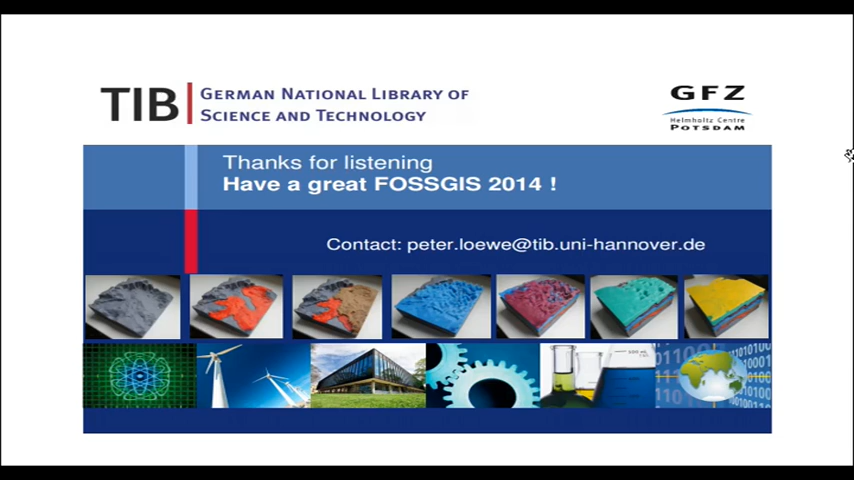 TIB
GERMAN NATIONAL LIBRARY OF
SCIENCE AND TECHNOLOGY
GFZ
Helmholtz Centre
POTSDAM
Thanks for listening
Have a great FOSSGIS 2014 !
Contact: peter.loewe@tib.uni-hannover.de